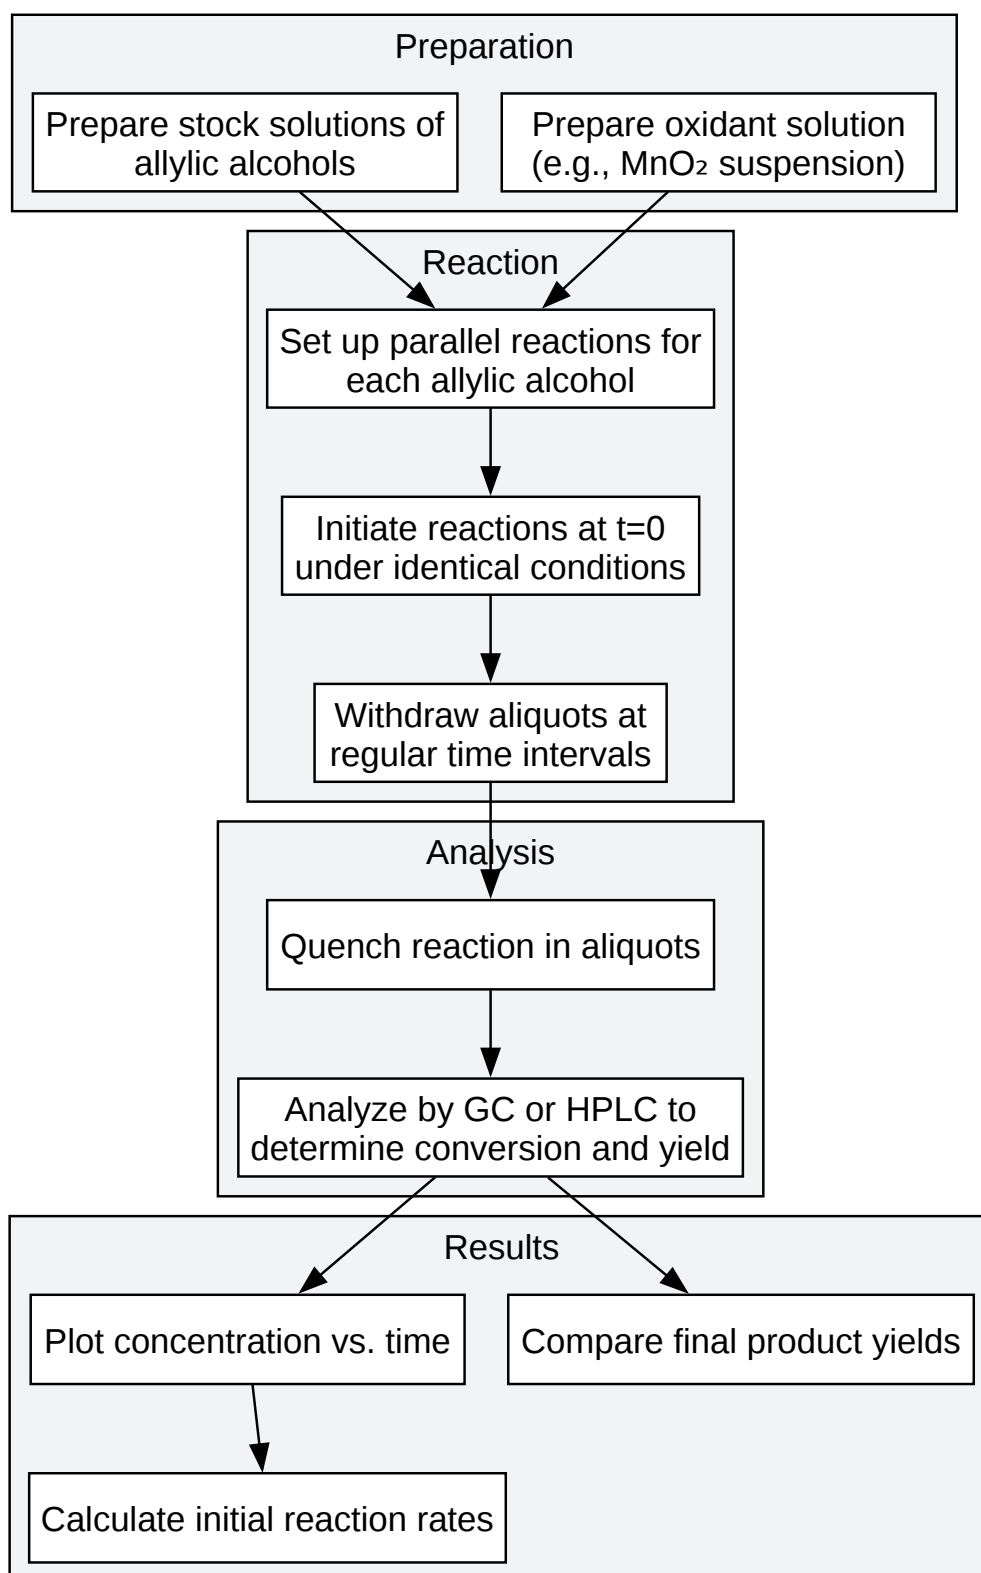 Preparation
Prepare stock solutions of
allylic alcohols
Prepare oxidant solution
(e.g., MnO₂ suspension)
Reaction
Set up parallel reactions for
each allylic alcohol
Initiate reactions at t=0
under identical conditions
Withdraw aliquots at
regular time intervals
Analysis
Quench reaction in aliquots
Analyze by GC or HPLC to
determine conversion and yield
Results
Plot concentration vs. time
Compare final product yields
Calculate initial reaction rates